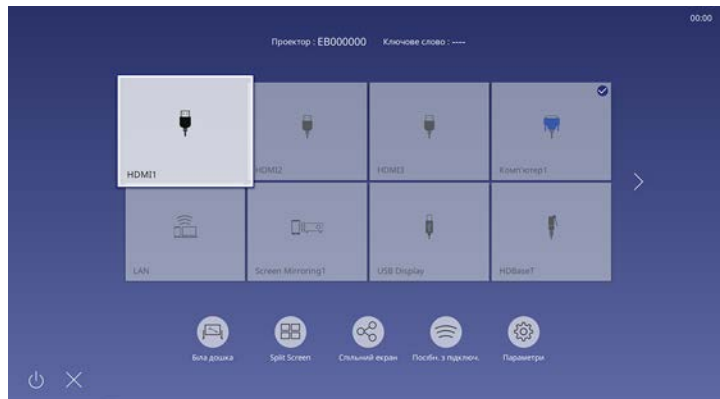 00:00
Проектор : EB000000 Ключове слово : ----
HDMI1
HDMI2
HDMI3
Комп'ютер1
LAN
Screen Mirroring1
USB Display
HDBaseT
Біла дошка
Split Screen
Спільний екран
Посібн. з підключ.
Параметри